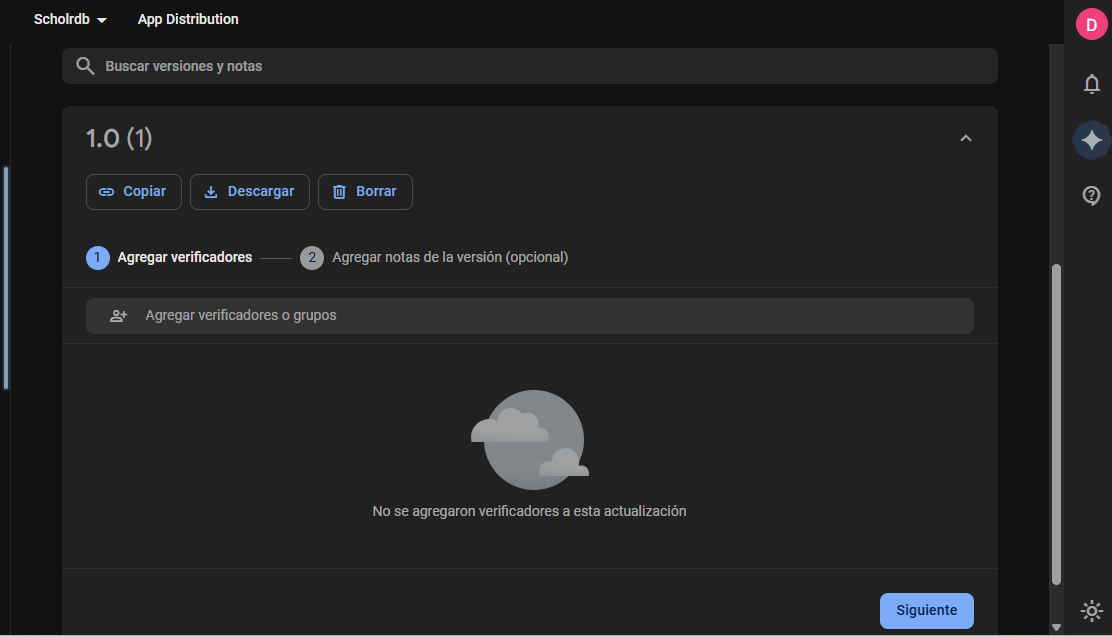 Scholrdb App Distribution
D
Buscar versiones y notas
1.0 (1)
Copiar Descargar Borrar
1 Agregar verificadores 2 Agregar notas de la versión (opcional)
Agregar verificadores o grupos
No se agregaron verificadores a esta actualización
Siguiente